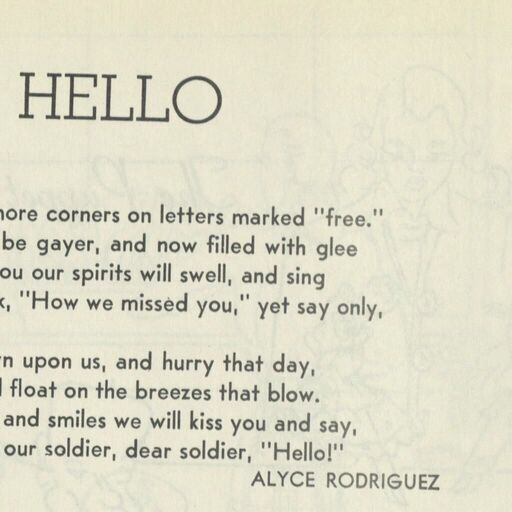 HELLO
more corners on letters marked "free."
be gayer, and now filled with glee
ou our spirits will swell, and sing
k, "How we missed you," yet say only,
n upon us, and hurry that day,
float on the breezes that blow.
and smiles we will kiss you and say,
our soldier, dear soldier, "Hello!"
ALYCE RODRIGUEZ